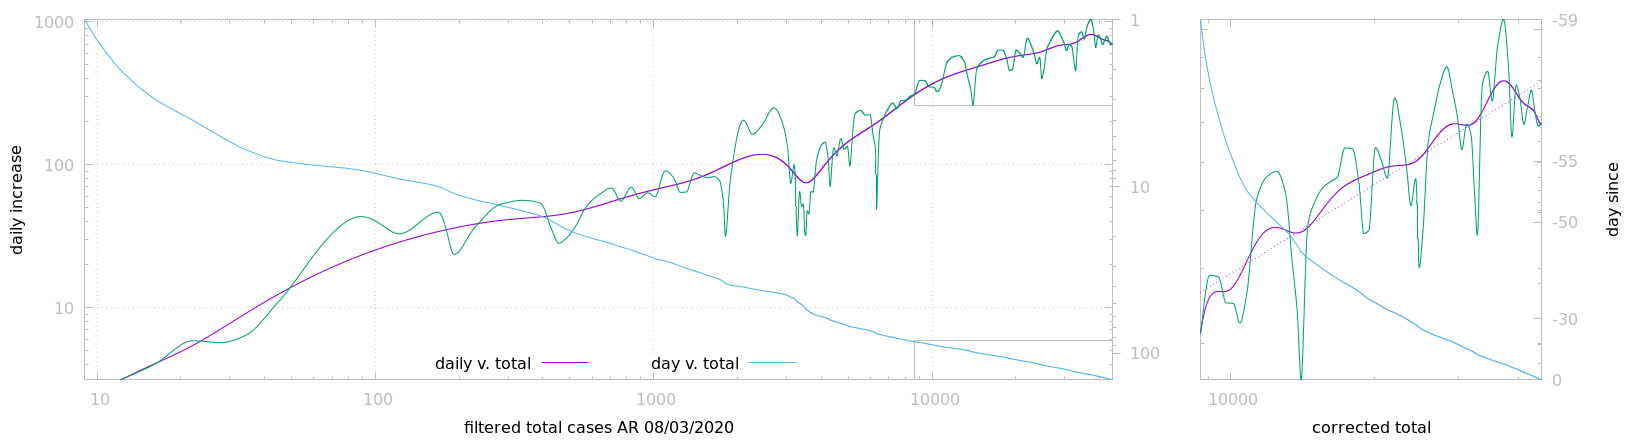 1000
100
10
daily increase
daily v. total
day v. total
10
100
1000
10000
filtered total cases AR 08/03/2020
1
10
100
10000
corrected total
-59
-55
-50
-30
0
day since